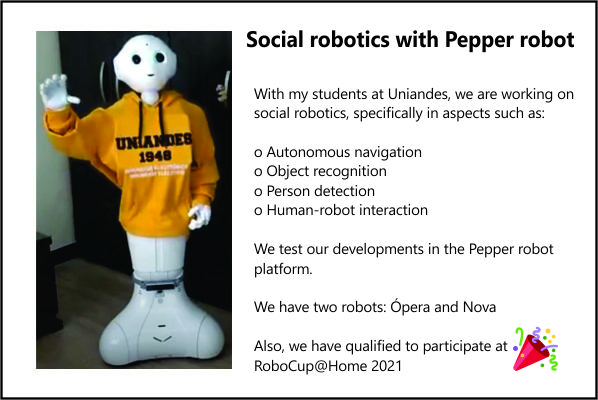 Social robotics with Pepper robot
With my students at Uniandes, we are working on
social robotics, specifically in aspects such as:
o Autonomous navigation
o Object recognition
o Person detection
o Human-robot interaction
We test our developments in the Pepper robot
platform.
We have two robots: Ópera and Nova
Also, we have qualified to participate at
RoboCup@Home 2021
UNIANDES
1948